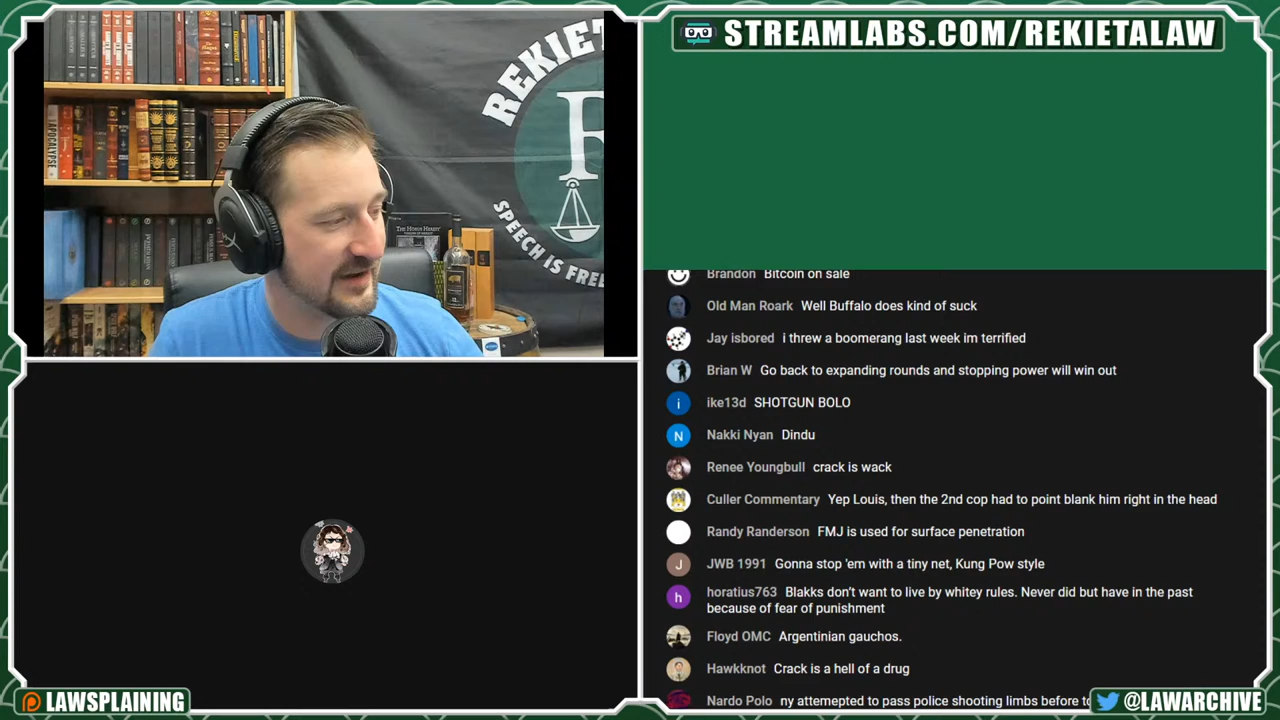 STREAMLABS.COM/REKIETALAW
REKIET
R
SPEECH IS FREE
APOCALYPSE
THE HORUS HERESY
Brandon Bitcoin on sale
Old Man Roark Well Buffalo does kind of suck
Jay isbored i threw a boomerang last week im terrified
Brian W Go back to expanding rounds and stopping power will win out
i ike13d SHOTGUN BOLO
N Nakki Nyan Dindu
Renee Youngbull crack is wack
Culler Commentary Yep Louis, then the 2nd cop had to point blank him right in the head
Randy Randerson FMJ is used for surface penetration
J JWB 1991 Gonna stop 'em with a tiny net, Kung Pow style
h horatius763 Blakks don't want to live by whitey rules. Never did but have in the past
because of fear of punishment
Floyd OMC Argentinian gauchos.
Hawkknot Crack is a hell of a drug
Nardo Polo ny attemepted to pass police shooting limbs before
LAWSPLAINING
@LAWARCHIVE